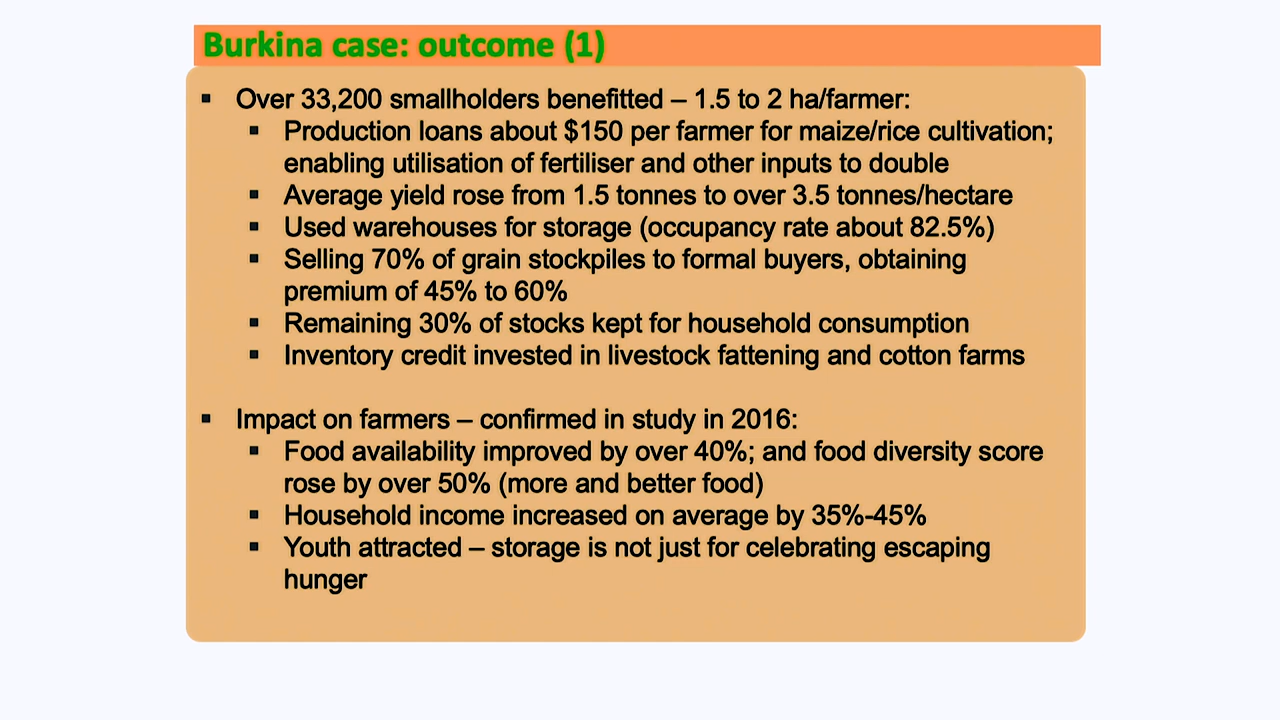 Burkina case: outcome (1)
▪ Over 33,200 smallholders benefitted – 1.5 to 2 ha/farmer:
▪ Production loans about $150 per farmer for maize/rice cultivation;
enabling utilisation of fertiliser and other inputs to double
▪ Average yield rose from 1.5 tonnes to over 3.5 tonnes/hectare
▪ Used warehouses for storage (occupancy rate about 82.5%)
▪ Selling 70% of grain stockpiles to formal buyers, obtaining
premium of 45% to 60%
▪ Remaining 30% of stocks kept for household consumption
▪ Inventory credit invested in livestock fattening and cotton farms
▪ Impact on farmers – confirmed in study in 2016:
▪ Food availability improved by over 40%; and food diversity score
rose by over 50% (more and better food)
▪ Household income increased on average by 35%-45%
▪ Youth attracted – storage is not just for celebrating escaping
hunger